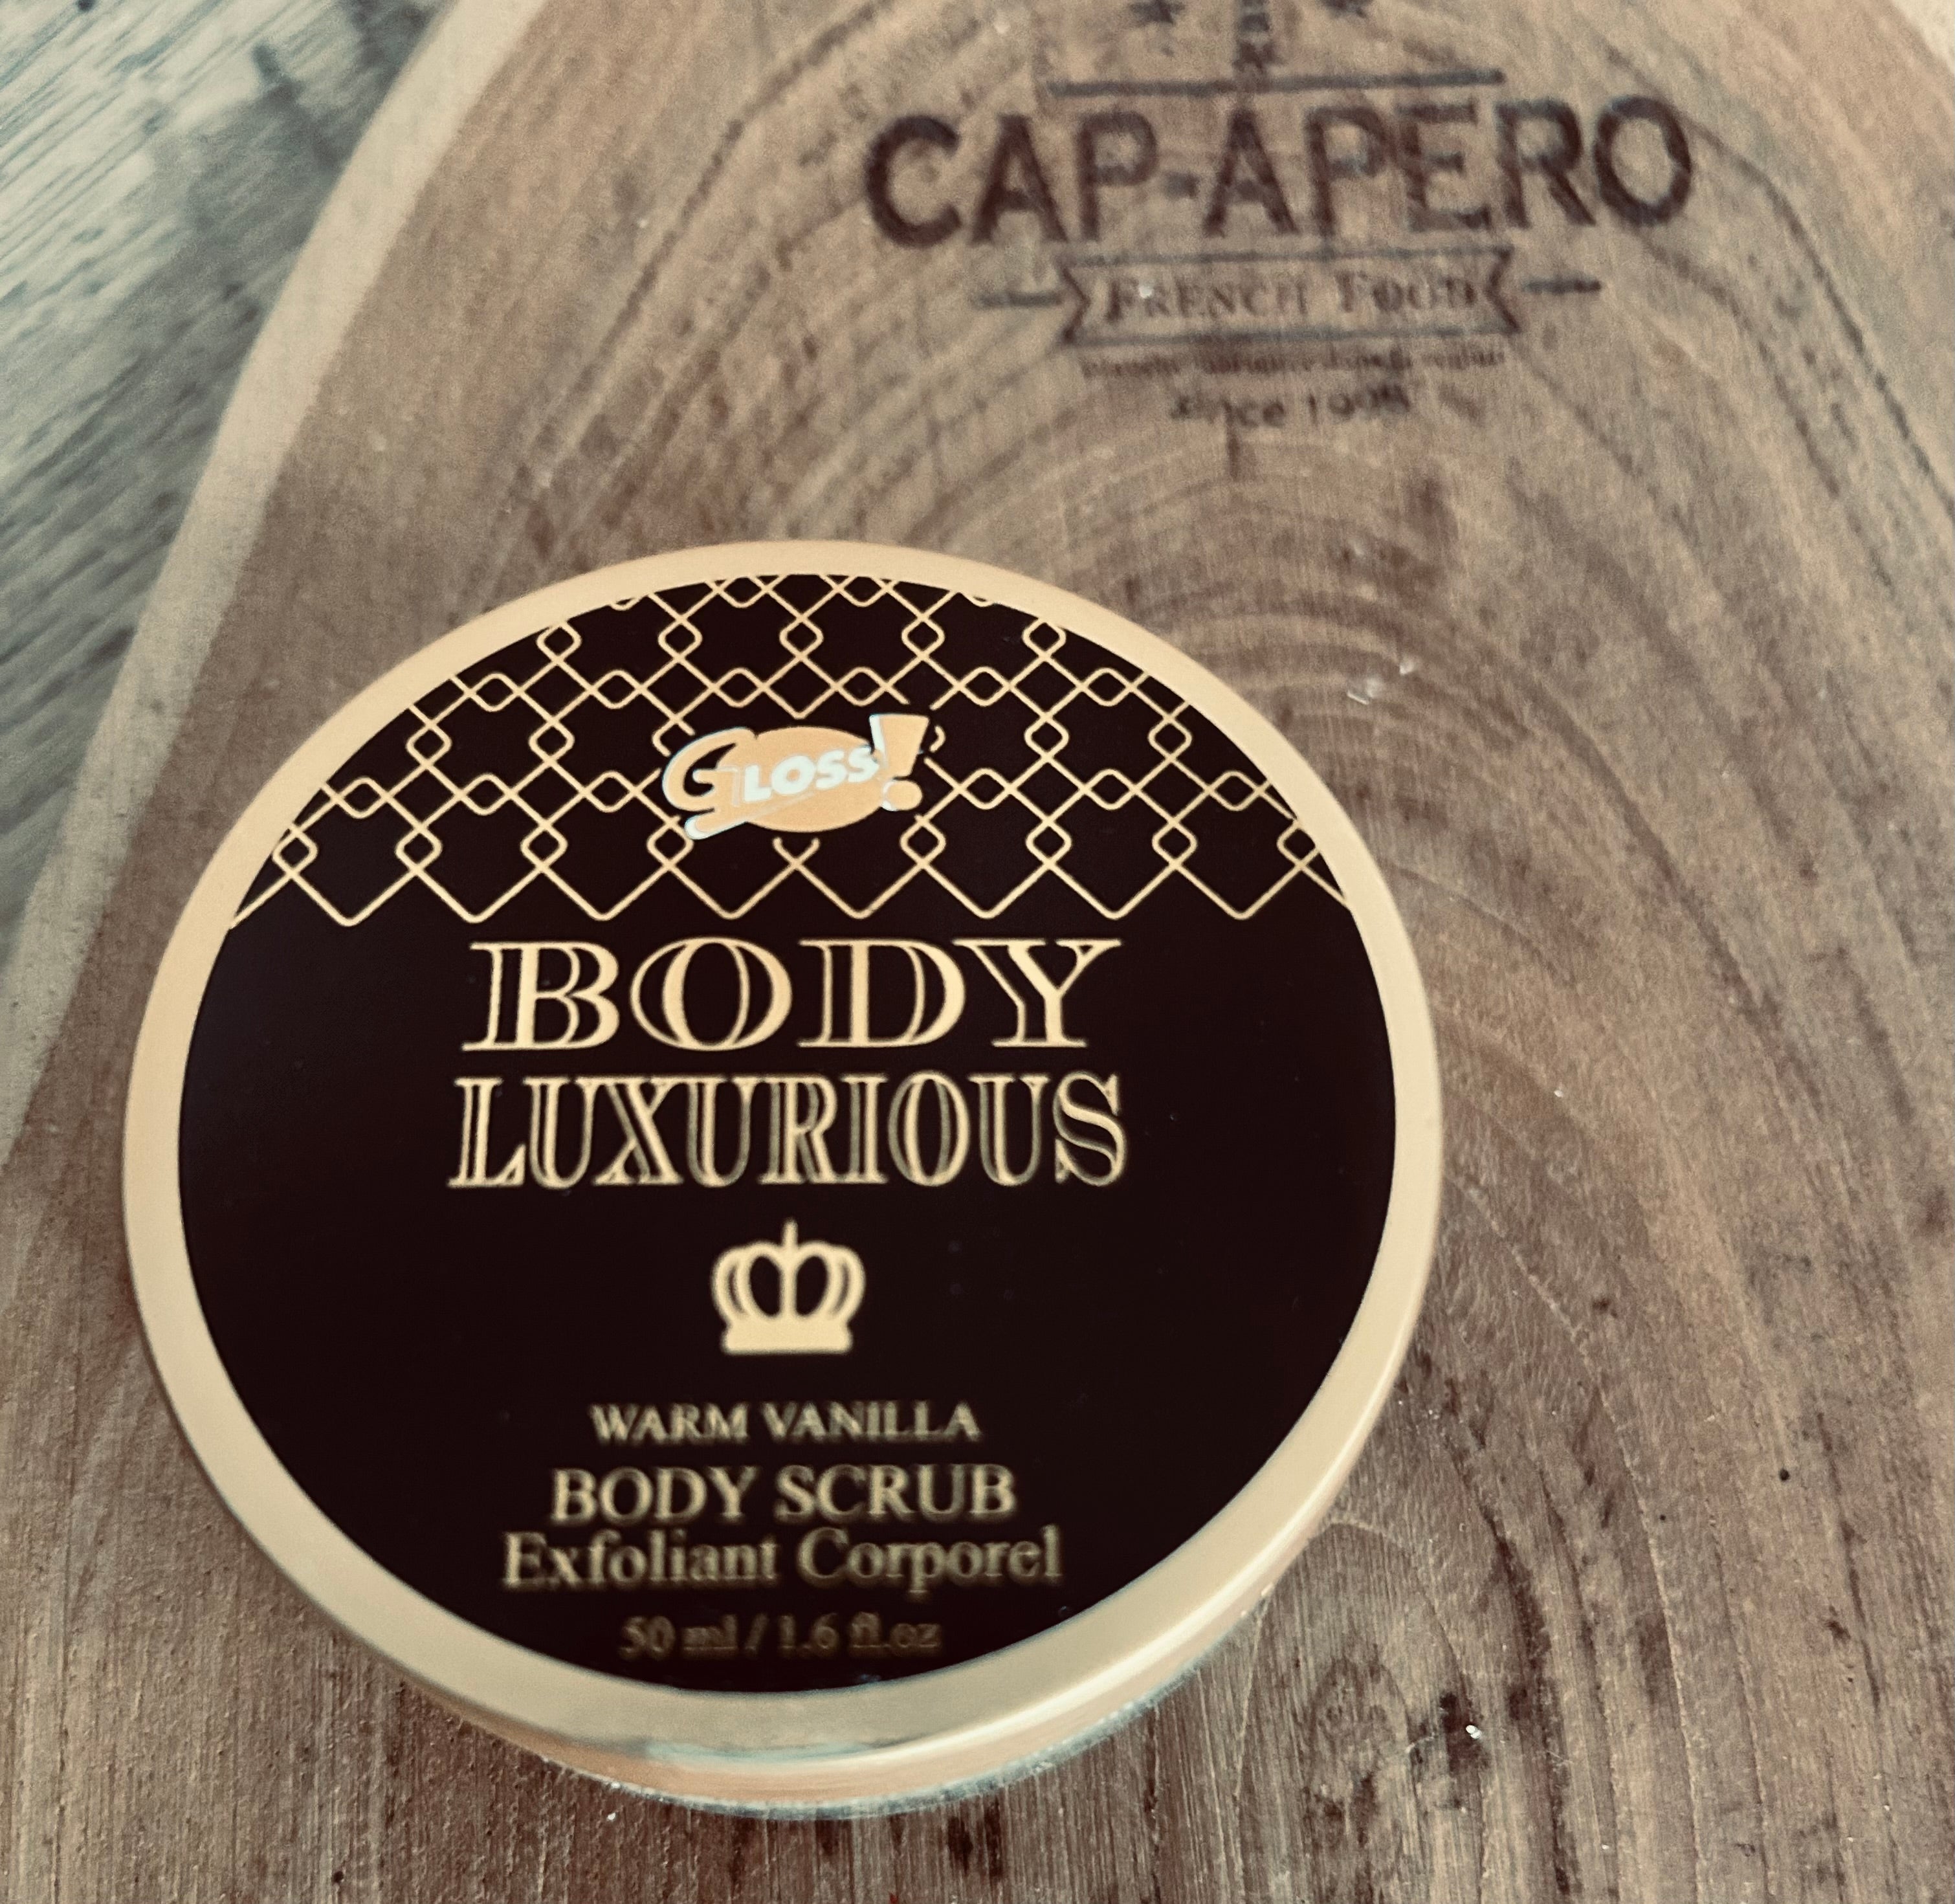 CAP-APERO
FRENCH FOOD
GLOSS!
BODY
LUXURIOUS
WARM VANILLA
BODY SCRUB
Exfoliant Corporel
50 ml / 1.6 fl.oz